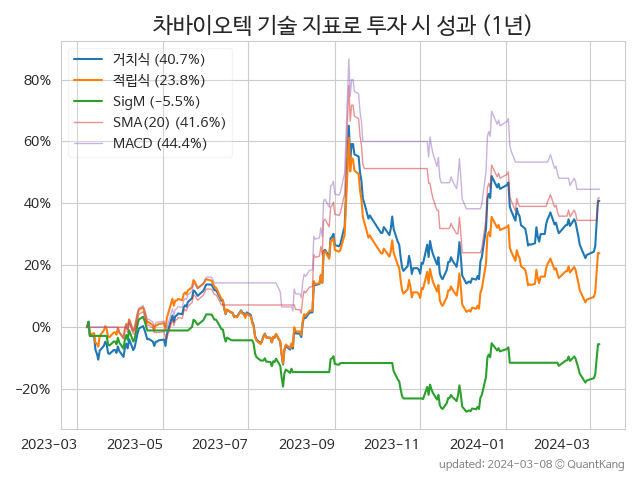 차바이오텍 기술 지표로 투자 시 성과 (1년)
거치식 (40.7%)
적립식 (23.8%)
SigM (−5.5%)
SMA(20) (41.6%)
MACD (44.4%)
80%
60%
40%
20%
0%
−20%
2023−03 2023−05 2023−07 2023−09 2023−11 2024−01 2024−03
updated: 2024−03−08 © QuantKang